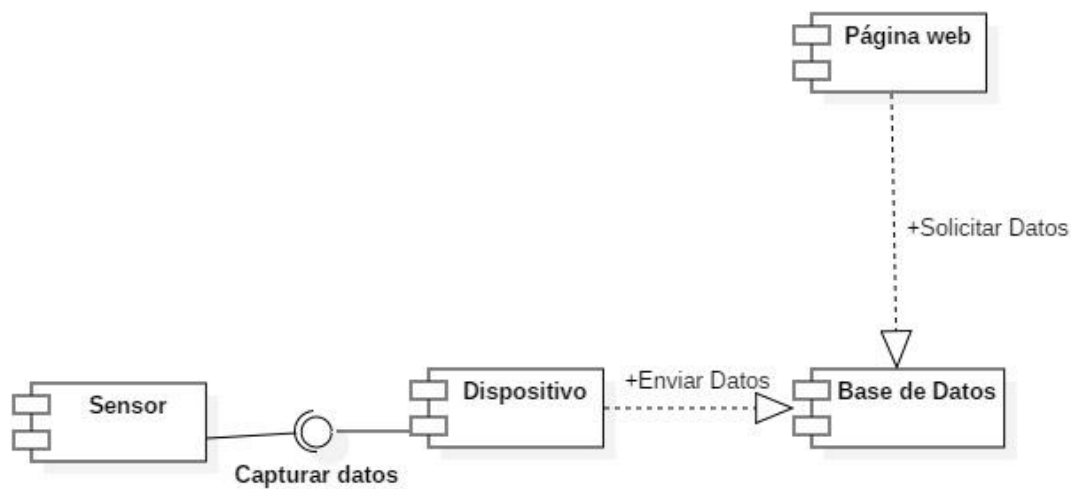 Página web
+Solicitar Datos
Sensor
Capturar datos
Dispositivo
+Enviar Datos
Base de Datos